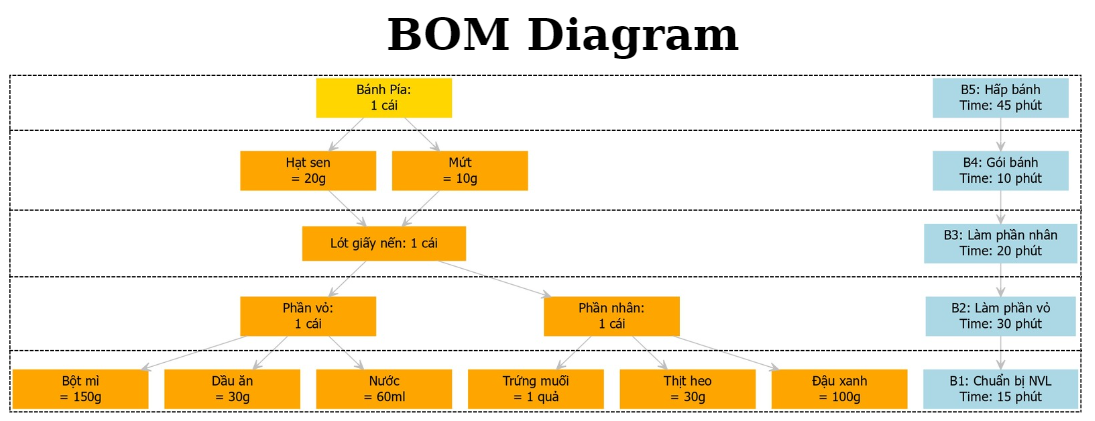 BOM Diagram
Bánh Pía:
1 cái
B5: Hấp bánh
Time: 45 phút
Hạt sen
= 20g
Mứt
= 10g
B4: Gói bánh
Time: 10 phút
Lót giấy nến: 1 cái
B3: Làm phần nhân
Time: 20 phút
Phần vỏ:
1 cái
Phần nhân:
1 cái
B2: Làm phần vỏ
Time: 30 phút
Bột mì
= 150g
Dầu ăn
= 30g
Nước
= 60ml
Trứng muối
= 1 quả
Thịt heo
= 30g
Đậu xanh
= 100g
B1: Chuẩn bị NVL
Time: 15 phút